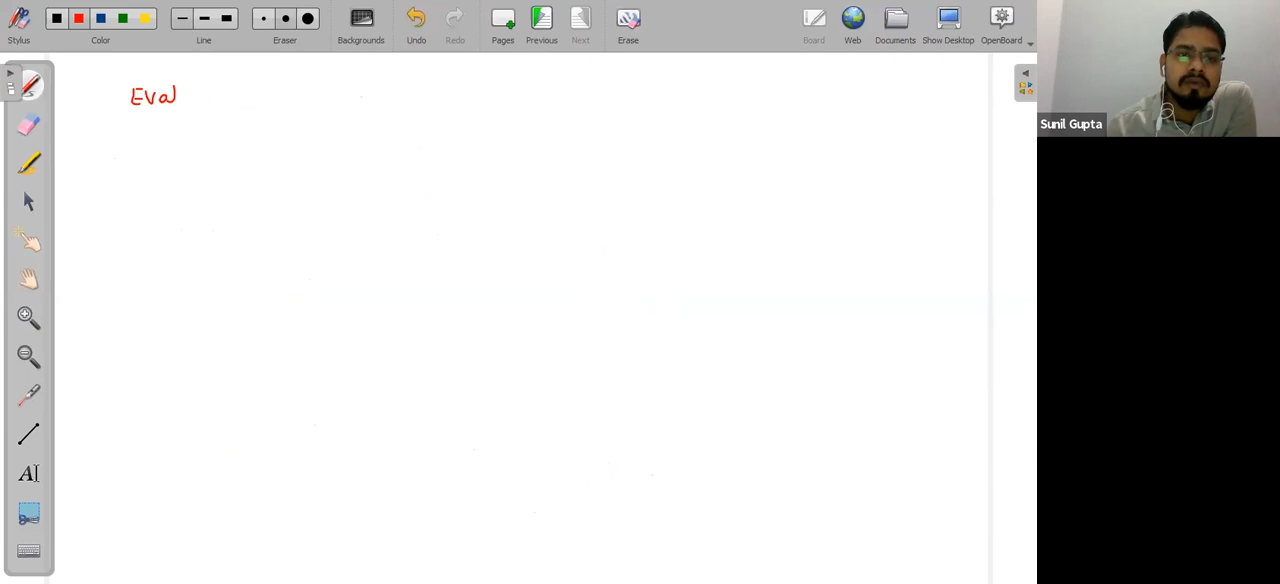 Stylus Color Line Eraser Backgrounds Undo Redo Pages Previous Next Erase Board Web Documents Show Desktop OpenBoard
Eval
Sunil Gupta